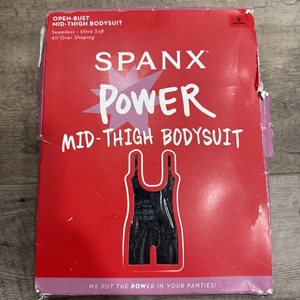 OPEN-BUST
MID-THIGH BODYSUIT
Seamless • Ultra Soft
All-Over Shaping
SPANX®
POWER
MID-THIGH BODYSUIT
WE PUT THE POWER IN YOUR PANTIES!